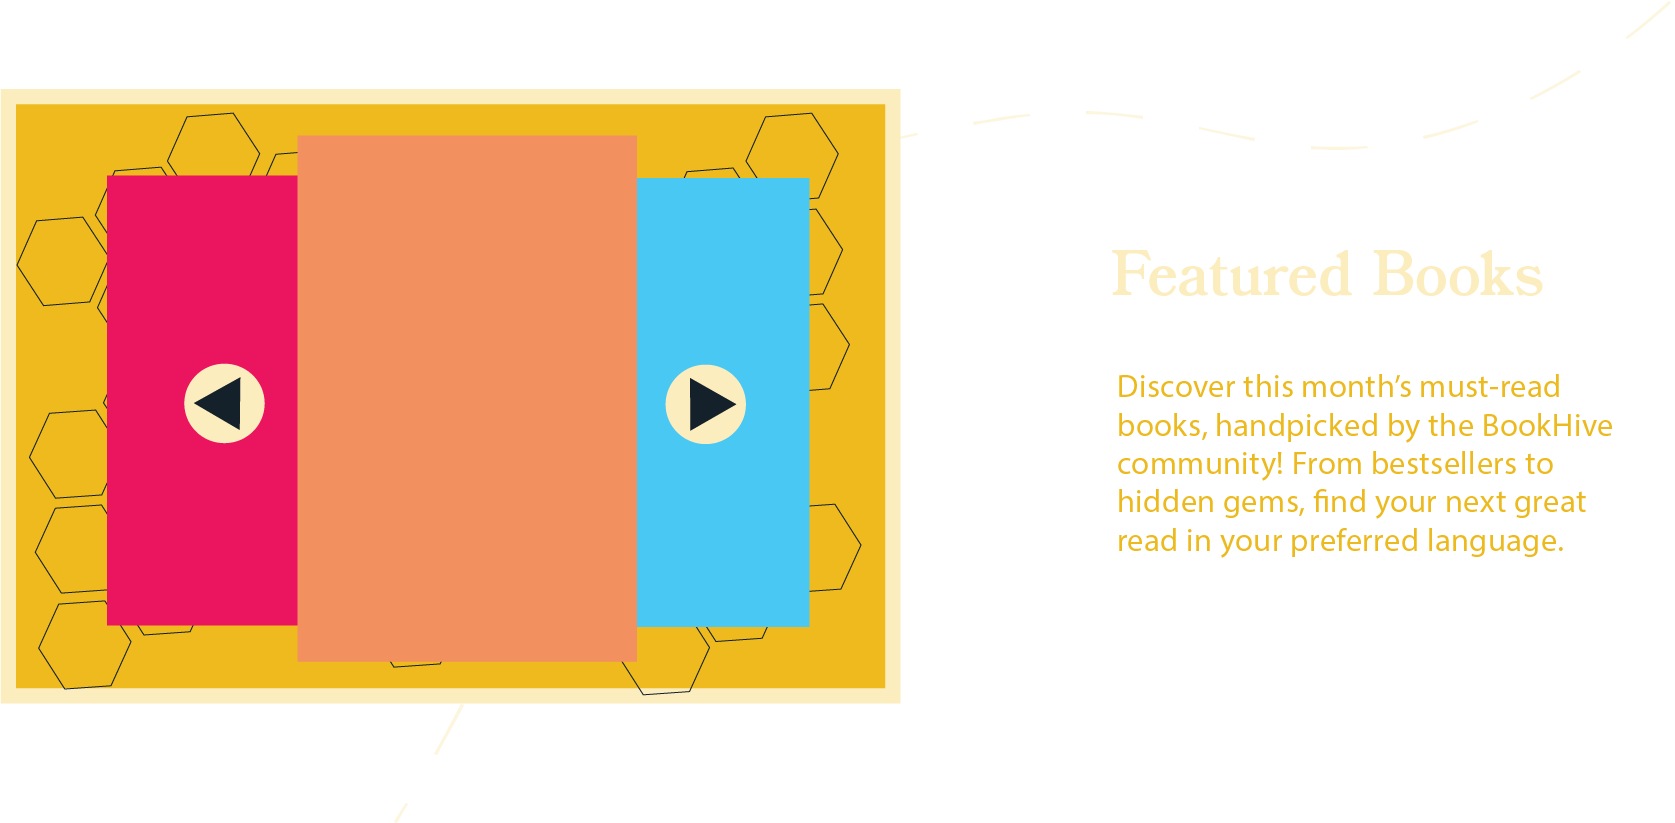 Featured Books
Discover this month’s must-read
books, handpicked by the BookHive
community! From bestsellers to
hidden gems, find your next great
read in your preferred language.